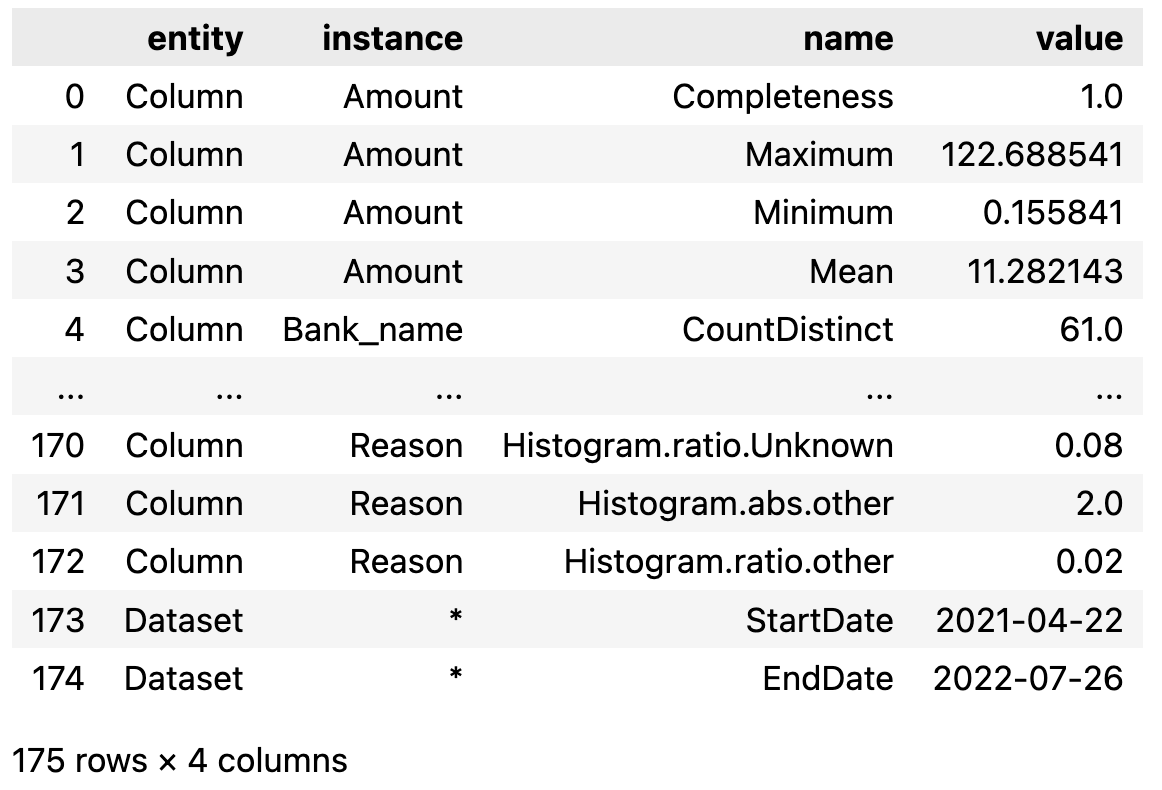 entity instance name value
0 Column Amount Completeness 1.0
1 Column Amount Maximum 122.688541
2 Column Amount Minimum 0.155841
3 Column Amount Mean 11.282143
4 Column Bank_name CountDistinct 61.0
... ... ... ... ...
170 Column Reason Histogram.ratio.Unknown 0.08
171 Column Reason Histogram.abs.other 2.0
172 Column Reason Histogram.ratio.other 0.02
173 Dataset * StartDate 2021-04-22
174 Dataset * EndDate 2022-07-26
175 rows × 4 columns